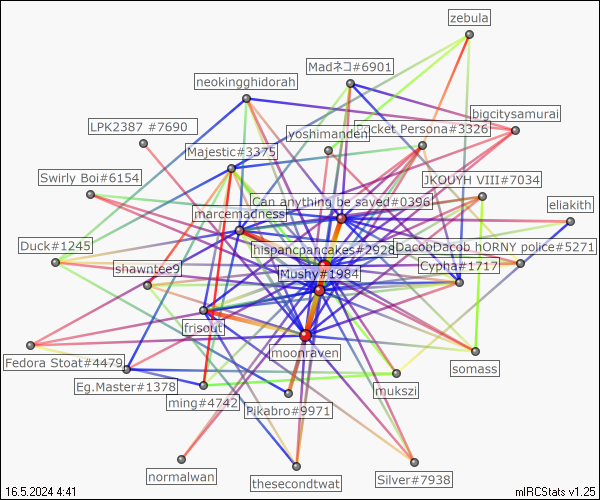 zebula
Madネコ#6901
neokingghidorah
bigcitysamurai
LPK2387 #7690
yoshimanden
cket Persona#3326
Majestic#3375
Swirly Boi#6154
JKOUYH VIII#7034
Can anything be saved#0396
eliakith
marcemadness
Duck#1245
hispancpancakes#2928
DacobDacob hORNY police#5271
shawntee9
Mushy#1984
Cypha#1717
frisout
moonraven
Fedora Stoat#4479
somass
Eg.Master#1378
mukszi
ming#4742
Pikabro#9971
normalwan
thesecondtwat
Silver#7938
16.5.2024 4:41
mIRCStats v1.25